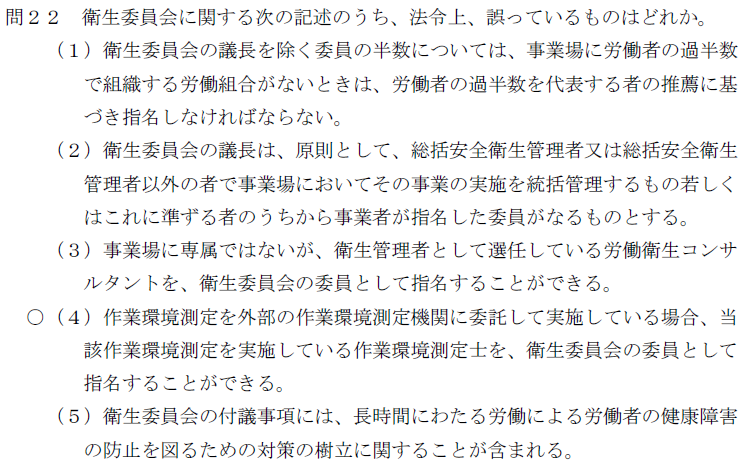 問２２　衛生委員会に関する次の記述のうち、法令上、誤っているものはどれか。
（１）衛生委員会の議長を除く委員の半数については、事業場に労働者の過半数
で組織する労働組合がないときは、労働者の過半数を代表する者の推薦に基
づき指名しなければならない。
（２）衛生委員会の議長は、原則として、総括安全衛生管理者又は総括安全衛生
管理者以外の者で事業場においてその事業の実施を統括管理するもの若しく
はこれに準ずる者のうちから事業者が指名した委員がなるものとする。
（３）事業場に専属ではないが、衛生管理者として選任している労働衛生コンサ
ルタントを、衛生委員会の委員として指名することができる。
○（４）作業環境測定を外部の作業環境測定機関に委託して実施している場合、当
該作業環境測定を実施している作業環境測定士を、衛生委員会の委員として
指名することができる。
（５）衛生委員会の付議事項には、長時間にわたる労働による労働者の健康障害
の防止を図るための対策の樹立に関することが含まれる。